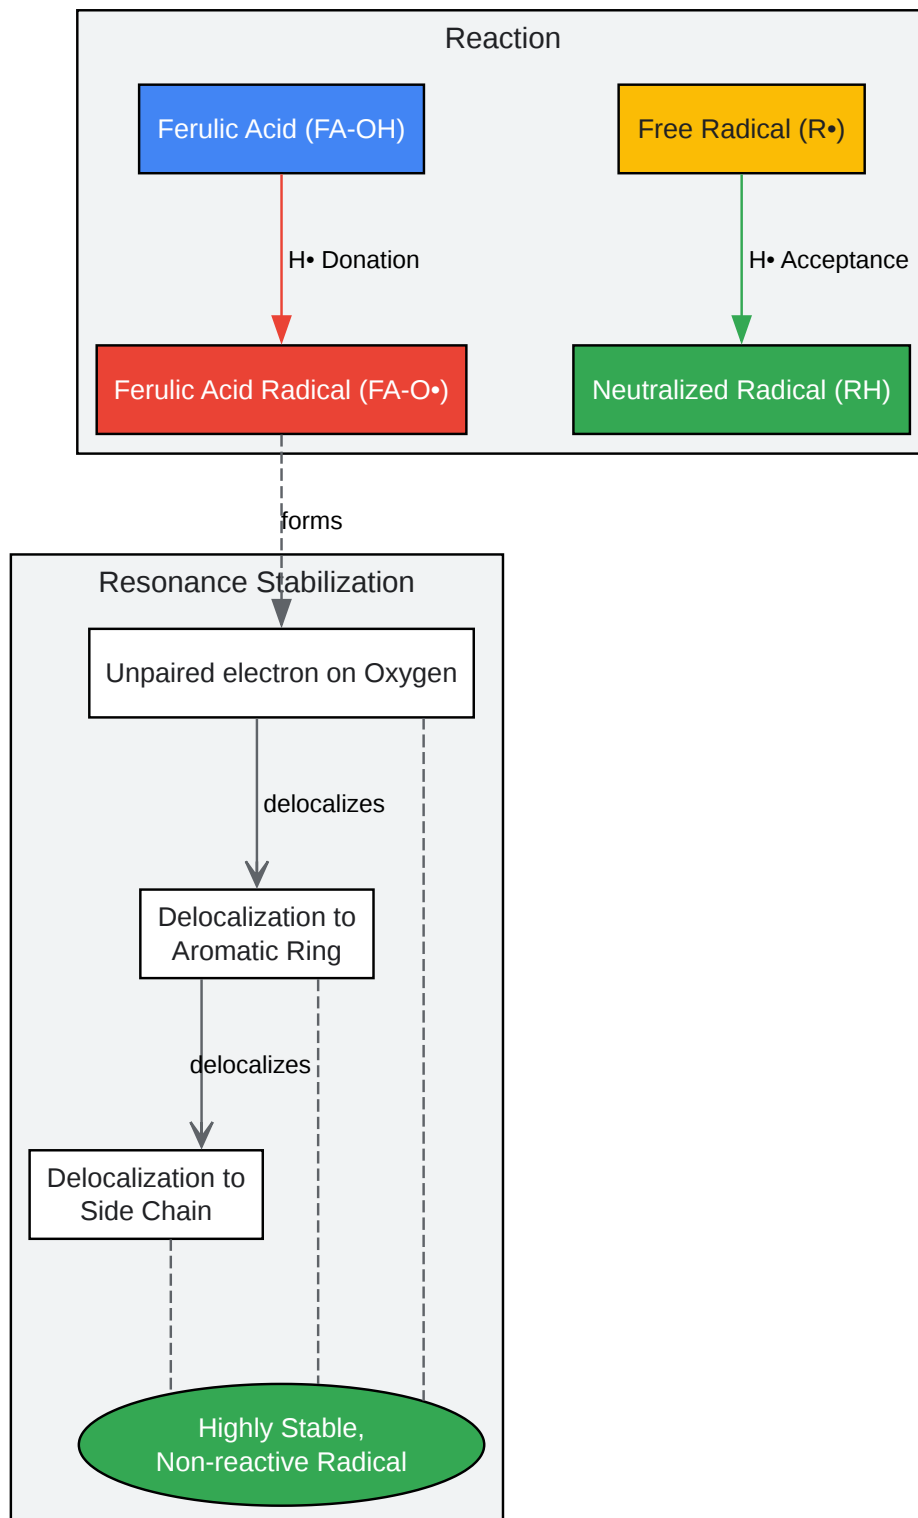 Reaction
Ferulic Acid (FA-OH)
Free Radical (R•)
H• Donation
H• Acceptance
Ferulic Acid Radical (FA-O•)
Neutralized Radical (RH)
forms
Resonance Stabilization
Unpaired electron on Oxygen
delocalizes
Delocalization to
Aromatic Ring
delocalizes
Delocalization to
Side Chain
Highly Stable,
Non-reactive Radical